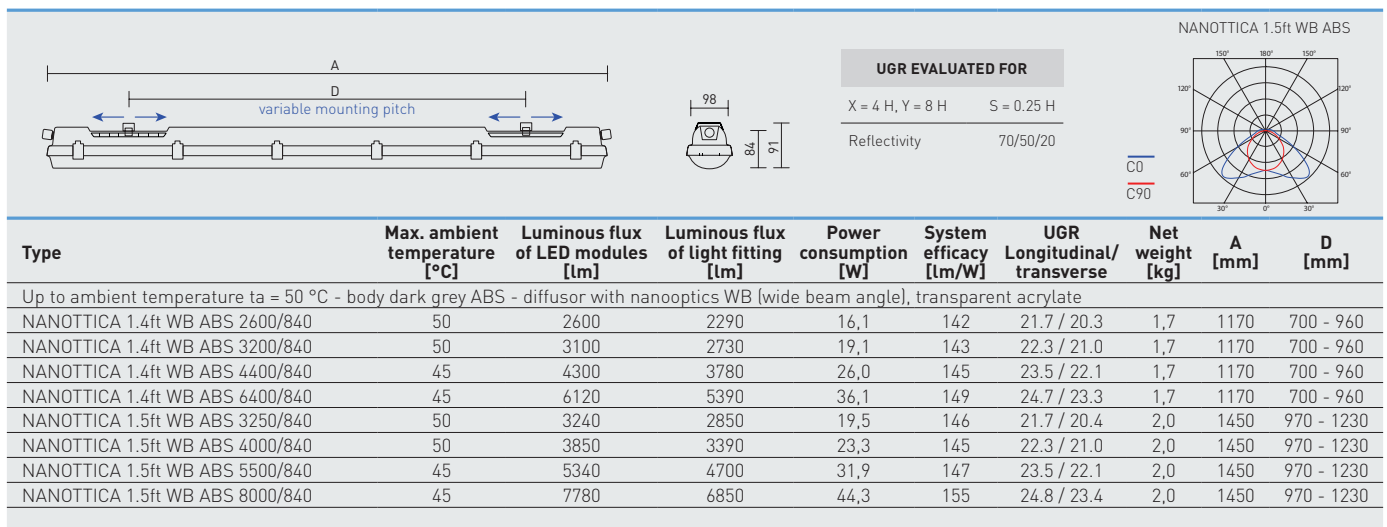 NANOTTICA 1.5ft WB ABS
A
D
variable mounting pitch
98
84
91
UGR EVALUATED FOR
X = 4 H, Y = 8 H S = 0.25 H
Reflectivity 70/50/20
C0
C90
150° 180° 150°
120° 120°
90° 90°
60° 60°
30° 0° 30°
Type Max. ambient temperature [°C] Luminous flux of LED modules [lm] Luminous flux of light fitting [lm] Power consumption [W] System efficacy [lm/W] UGR Longitudinal/ transverse Net weight [kg] A [mm] D [mm]
Up to ambient temperature ta = 50 °C - body dark grey ABS - diffusor with nanooptics WB (wide beam angle), transparent acrylate
NANOTTICA 1.4ft WB ABS 2600/840 50 2600 2290 16,1 142 21.7 / 20.3 1,7 1170 700 - 960
NANOTTICA 1.4ft WB ABS 3200/840 50 3100 2730 19,1 143 22.3 / 21.0 1,7 1170 700 - 960
NANOTTICA 1.4ft WB ABS 4400/840 45 4300 3780 26,0 145 23.5 / 22.1 1,7 1170 700 - 960
NANOTTICA 1.4ft WB ABS 6400/840 45 6120 5390 36,1 149 24.7 / 23.3 1,7 1170 700 - 960
NANOTTICA 1.5ft WB ABS 3250/840 50 3240 2850 19,5 146 21.7 / 20.4 2,0 1450 970 - 1230
NANOTTICA 1.5ft WB ABS 4000/840 50 3850 3390 23,3 145 22.3 / 21.0 2,0 1450 970 - 1230
NANOTTICA 1.5ft WB ABS 5500/840 45 5340 4700 31,9 147 23.5 / 22.1 2,0 1450 970 - 1230
NANOTTICA 1.5ft WB ABS 8000/840 45 7780 6850 44,3 155 24.8 / 23.4 2,0 1450 970 - 1230